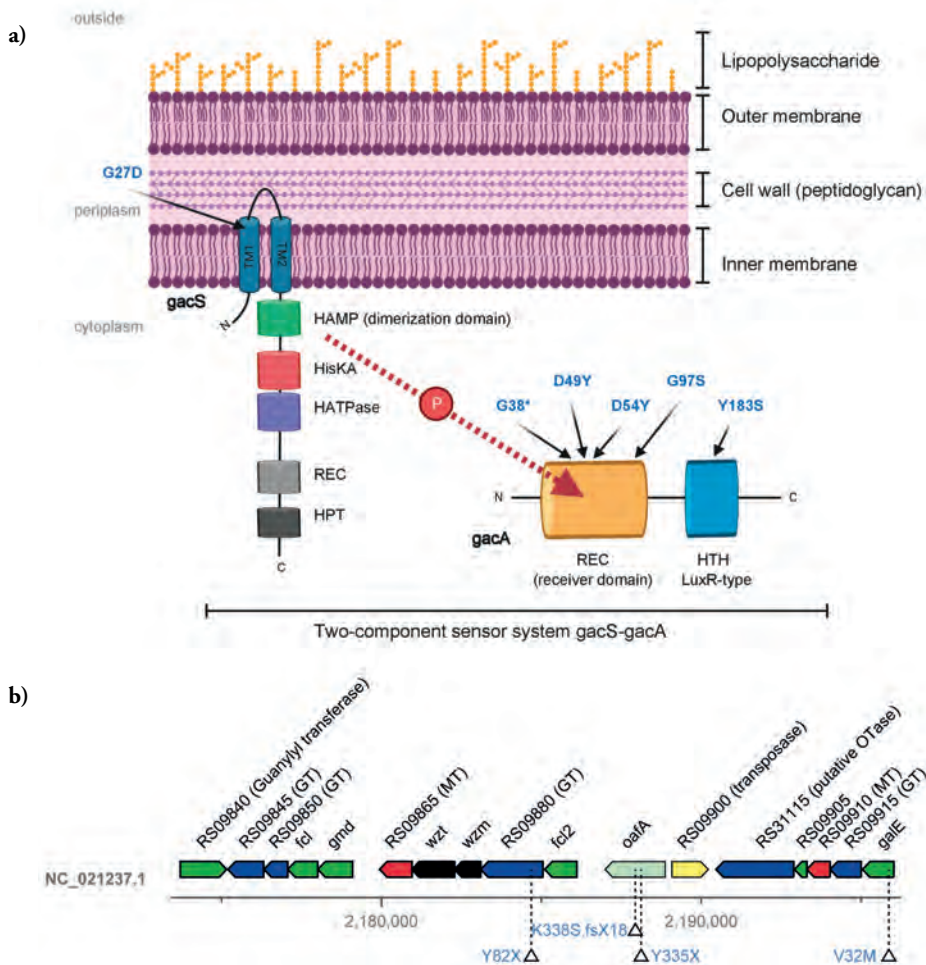 a)
outside
Lipopolysaccharide
Outer membrane
G27D
Cell wall (peptidoglycan)
periplasm
TM1
TM2
Inner membrane
gacS
N
cytoplasm
HAMP (dimerization domain)
HisKA
P
D49Y
G97S
HATPase
G38*
D54Y
Y183S
REC
N
C
HPT
gacA
C
REC
(receiver domain)
HTH
LuxR-type
Two-component sensor system gacS-gacA
b)
RS09840 (Guanylyl transferase)
RS09845 (GT)
RS09850 (GT)
fcl
gmd
RS09865 (MT)
wzt
wzm
RS09880 (GT)
fcl2
oafA
RS09900 (transposase)
RS31115 (putative OTase)
RS09905
RS09910 (MT)
RS09915 (GT)
galE
NC_021237.1
2,180,000
2,190,000
K338S,fsX18
Y82X
Y335X
V32M